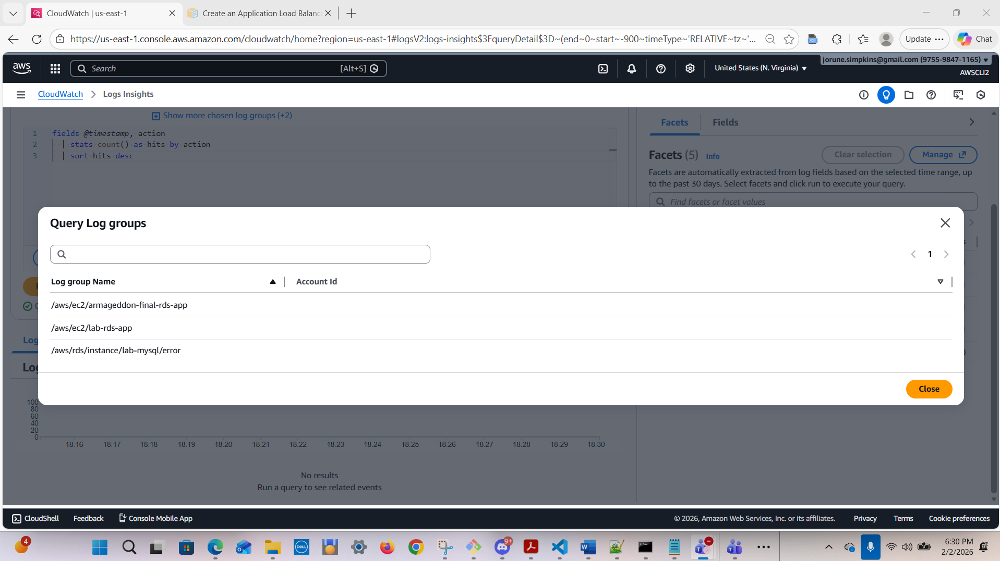 CloudWatch | us-east-1
Create an Application Load Balanc
https://us-east-1.console.aws.amazon.com/cloudwatch/home?region=us-east-1#logsV2:logs-insights$3FqueryDetail$3D~(end~0~start~-900~timeType~'RELATIVE~tz~'...
Update
Chat
aws
Search
[Alt+S]
United States (N. Virginia)
jorune.simpkins@gmail.com (9755-9847-1165)
AWSCLI2
CloudWatch
Logs Insights
Show more chosen log groups (+2)
1 fields @timestamp, action
2 | stats count() as hits by action
3 | sort hits desc
Facets
Fields
Facets (5) Info
Clear selection
Manage
Facets are automatically extracted from log fields based on the selected time range, up
to the past 30 days. Select facets and click run to execute your query.
Find facets or facet values
Query Log groups
1
Log group Name
Account Id
/aws/ec2/armageddon-final-rds-app
/aws/ec2/lab-rds-app
/aws/rds/instance/lab-mysql/error
Close
Log
Log
100
80
60
40
20
0
18:16 18:17 18:18 18:19 18:20 18:21 18:22 18:23 18:24 18:25 18:26 18:27 18:28 18:29 18:30
No results
Run a query to see related events
CloudShell
Feedback
Console Mobile App
© 2026, Amazon Web Services, Inc. or its affiliates.
Privacy
Terms
Cookie preferences
4
DELL
9+
6:30 PM
2/2/2026